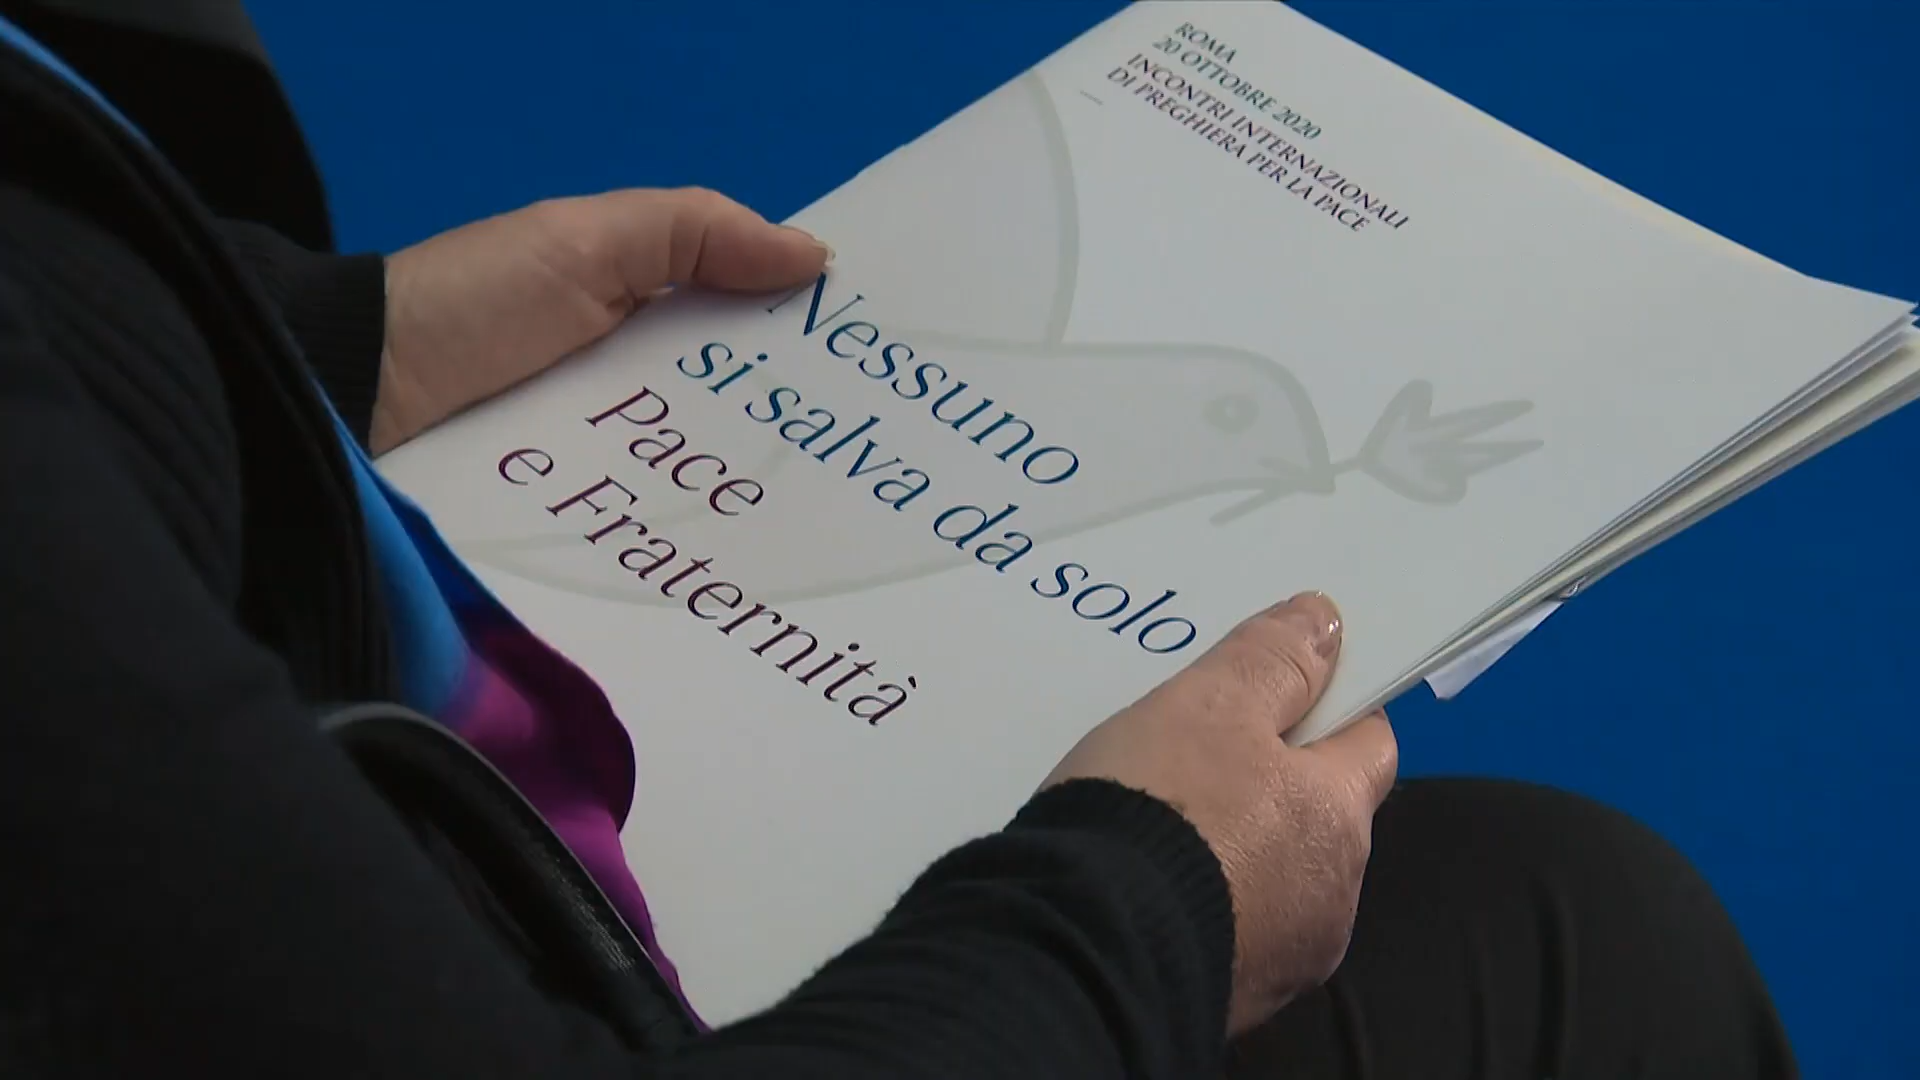 ROMA
20 OTTOBRE 2020
INCONTRI INTERNAZIONALI
DI PREGHIERA PER LA PACE
Nessuno
si salva da solo
Pace
e Fraternità